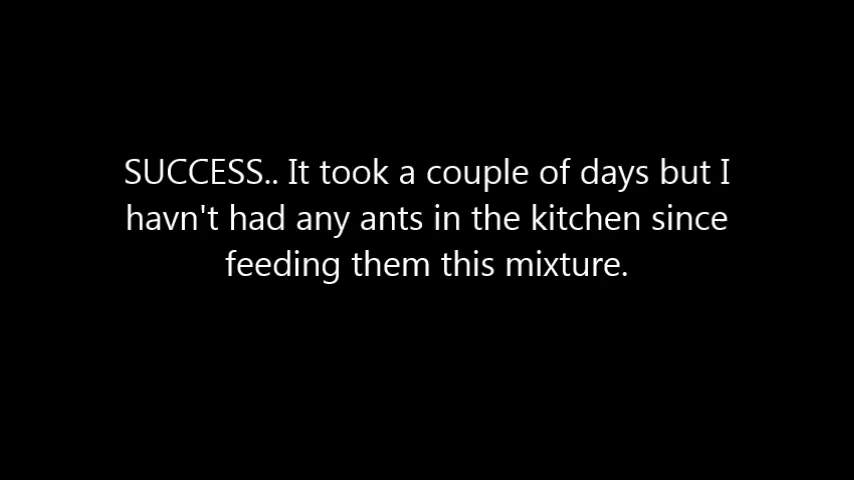 SUCCESS.. It took a couple of days but I
havn't had any ants in the kitchen since
feeding them this mixture.